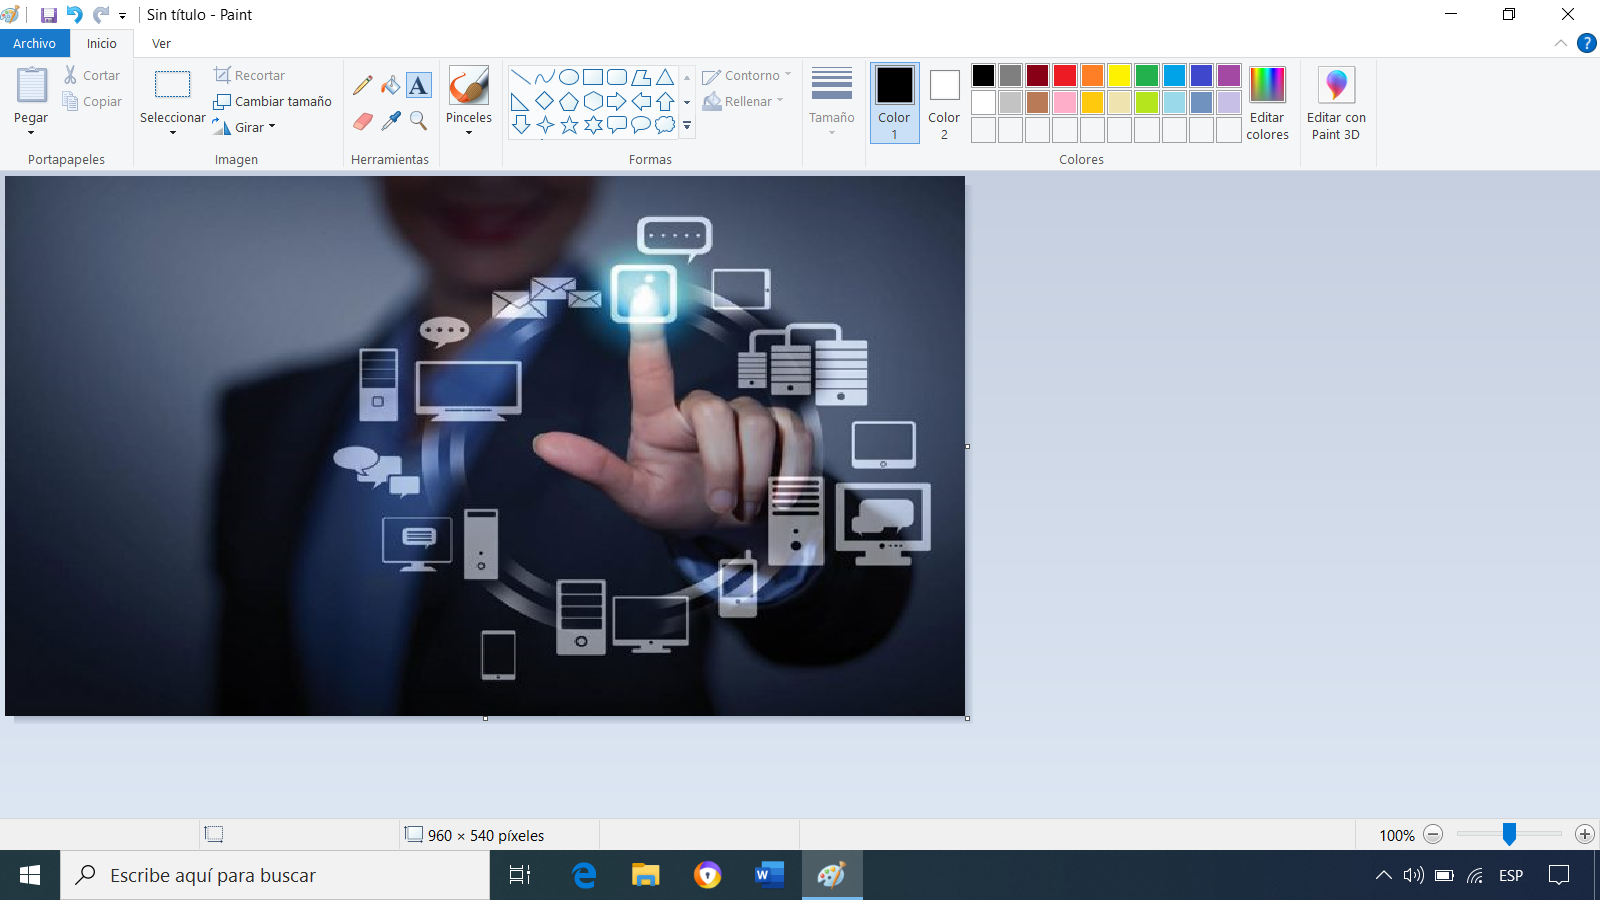 Sin título - Paint
Archivo Inicio Ver
Pegar
Cortar
Copiar
Portapapeles
Seleccionar
Recortar
Cambiar tamaño
Girar
Imagen
A
Herramientas
Pinceles
Contorno
Rellenar
Formas
Tamaño
Color
1
Color
2
Editar
colores
Colores
Editar con
Paint 3D
?
960 × 540 píxeles
100%
Escribe aquí para buscar
W
ESP